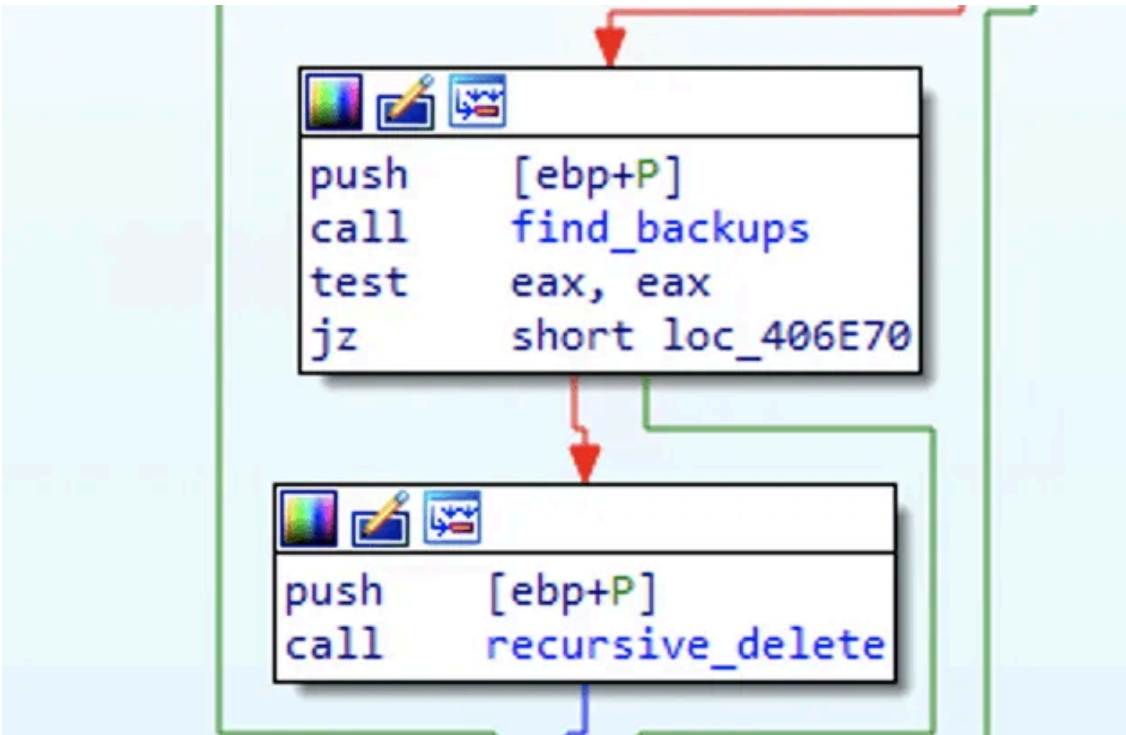 push [ebp+P]
call find_backups
test eax, eax
jz short loc_406E70
push [ebp+P]
call recursive_delete